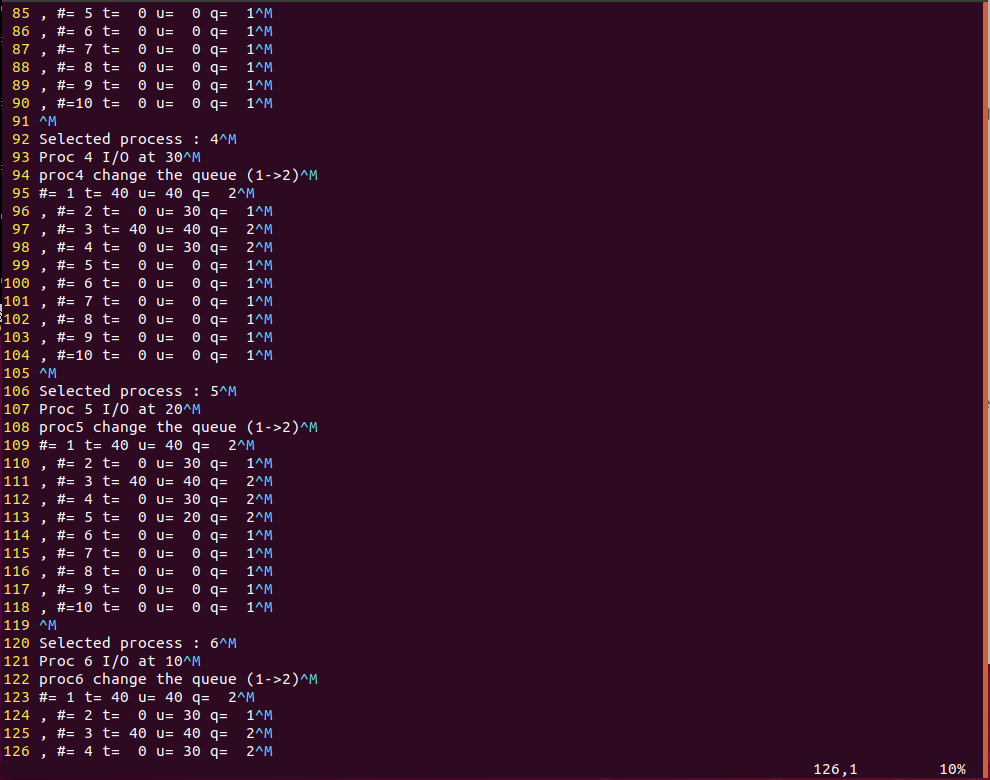 85 , #= 5 t=  0 u=  0 q=  1^M
86 , #= 6 t=  0 u=  0 q=  1^M
87 , #= 7 t=  0 u=  0 q=  1^M
88 , #= 8 t=  0 u=  0 q=  1^M
89 , #= 9 t=  0 u=  0 q=  1^M
90 , #=10 t=  0 u=  0 q=  1^M
91 ^M
92 Selected process : 4^M
93 Proc 4 I/O at 30^M
94 proc4 change the queue (1->2)^M
95 #= 1 t= 40 u= 40 q=  2^M
96 , #= 2 t=  0 u= 30 q=  1^M
97 , #= 3 t= 40 u= 40 q=  2^M
98 , #= 4 t=  0 u= 30 q=  2^M
99 , #= 5 t=  0 u=  0 q=  1^M
100 , #= 6 t=  0 u=  0 q=  1^M
101 , #= 7 t=  0 u=  0 q=  1^M
102 , #= 8 t=  0 u=  0 q=  1^M
103 , #= 9 t=  0 u=  0 q=  1^M
104 , #=10 t=  0 u=  0 q=  1^M
105 ^M
106 Selected process : 5^M
107 Proc 5 I/O at 20^M
108 proc5 change the queue (1->2)^M
109 #= 1 t= 40 u= 40 q=  2^M
110 , #= 2 t=  0 u= 30 q=  1^M
111 , #= 3 t= 40 u= 40 q=  2^M
112 , #= 4 t=  0 u= 30 q=  2^M
113 , #= 5 t=  0 u= 20 q=  2^M
114 , #= 6 t=  0 u=  0 q=  1^M
115 , #= 7 t=  0 u=  0 q=  1^M
116 , #= 8 t=  0 u=  0 q=  1^M
117 , #= 9 t=  0 u=  0 q=  1^M
118 , #=10 t=  0 u=  0 q=  1^M
119 ^M
120 Selected process : 6^M
121 Proc 6 I/O at 10^M
122 proc6 change the queue (1->2)^M
123 #= 1 t= 40 u= 40 q=  2^M
124 , #= 2 t=  0 u= 30 q=  1^M
125 , #= 3 t= 40 u= 40 q=  2^M
126 , #= 4 t=  0 u= 30 q=  2^M
126,1 10%